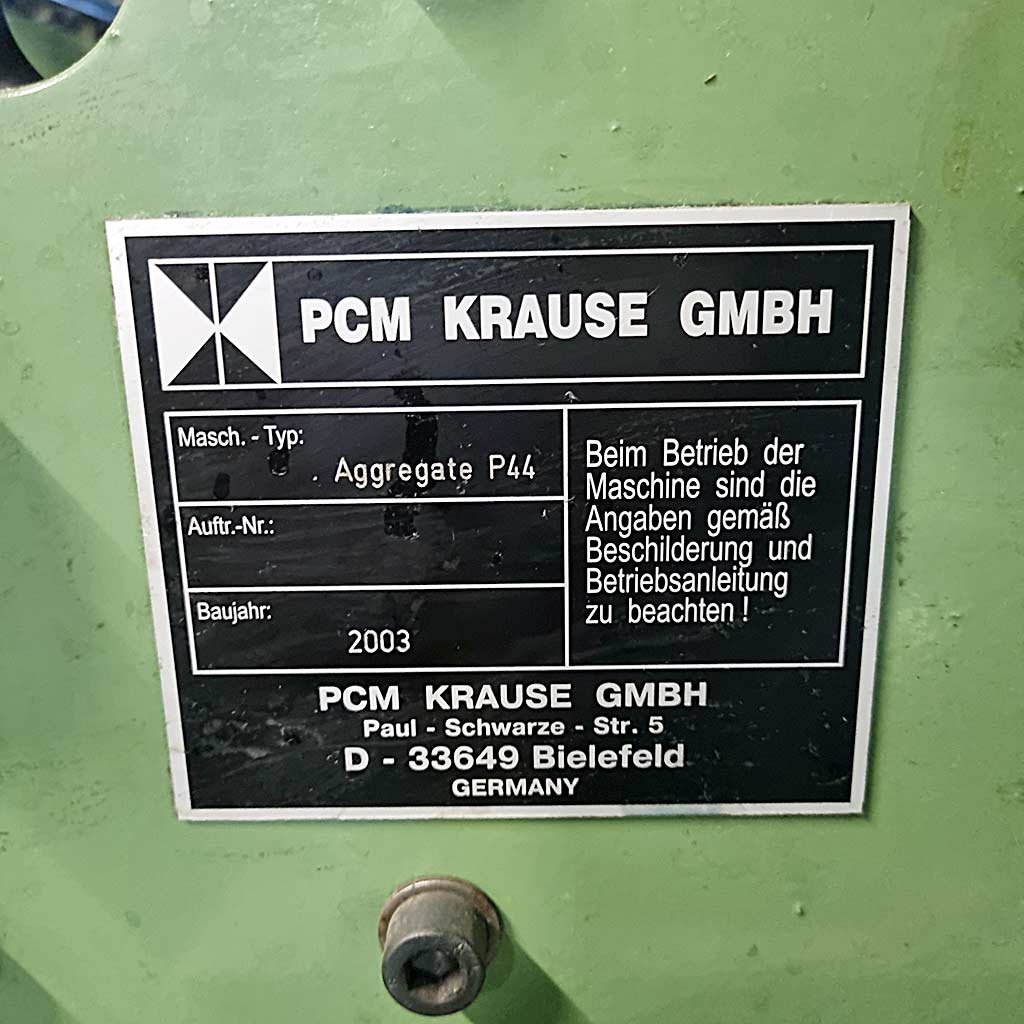 PCM KRAUSE GMBH
Masch. - Typ:
Aggregate P44
Auftr.-Nr.:
Baujahr:
2003
Beim Betrieb der
Maschine sind die
Angaben gemäß
Beschilderung und
Betriebsanleitung
zu beachten !
PCM KRAUSE GMBH
Paul - Schwarze - Str. 5
D - 33649 Bielefeld
GERMANY